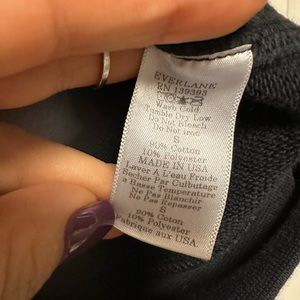 EVERLANE
RN 139393
Wash Cold
Tumble Dry Low.
Do Not Bleach
Do Not Iron
S
90% Cotton
10% Polyester
MADE IN USA
Laver A L'eau Froide
Secher Par Culbutage
a Basse Temperature
Ne Pas Blanchir
Ne Pas Repasser
S
90% Coton
10% Polyester
Fabrique aux USA